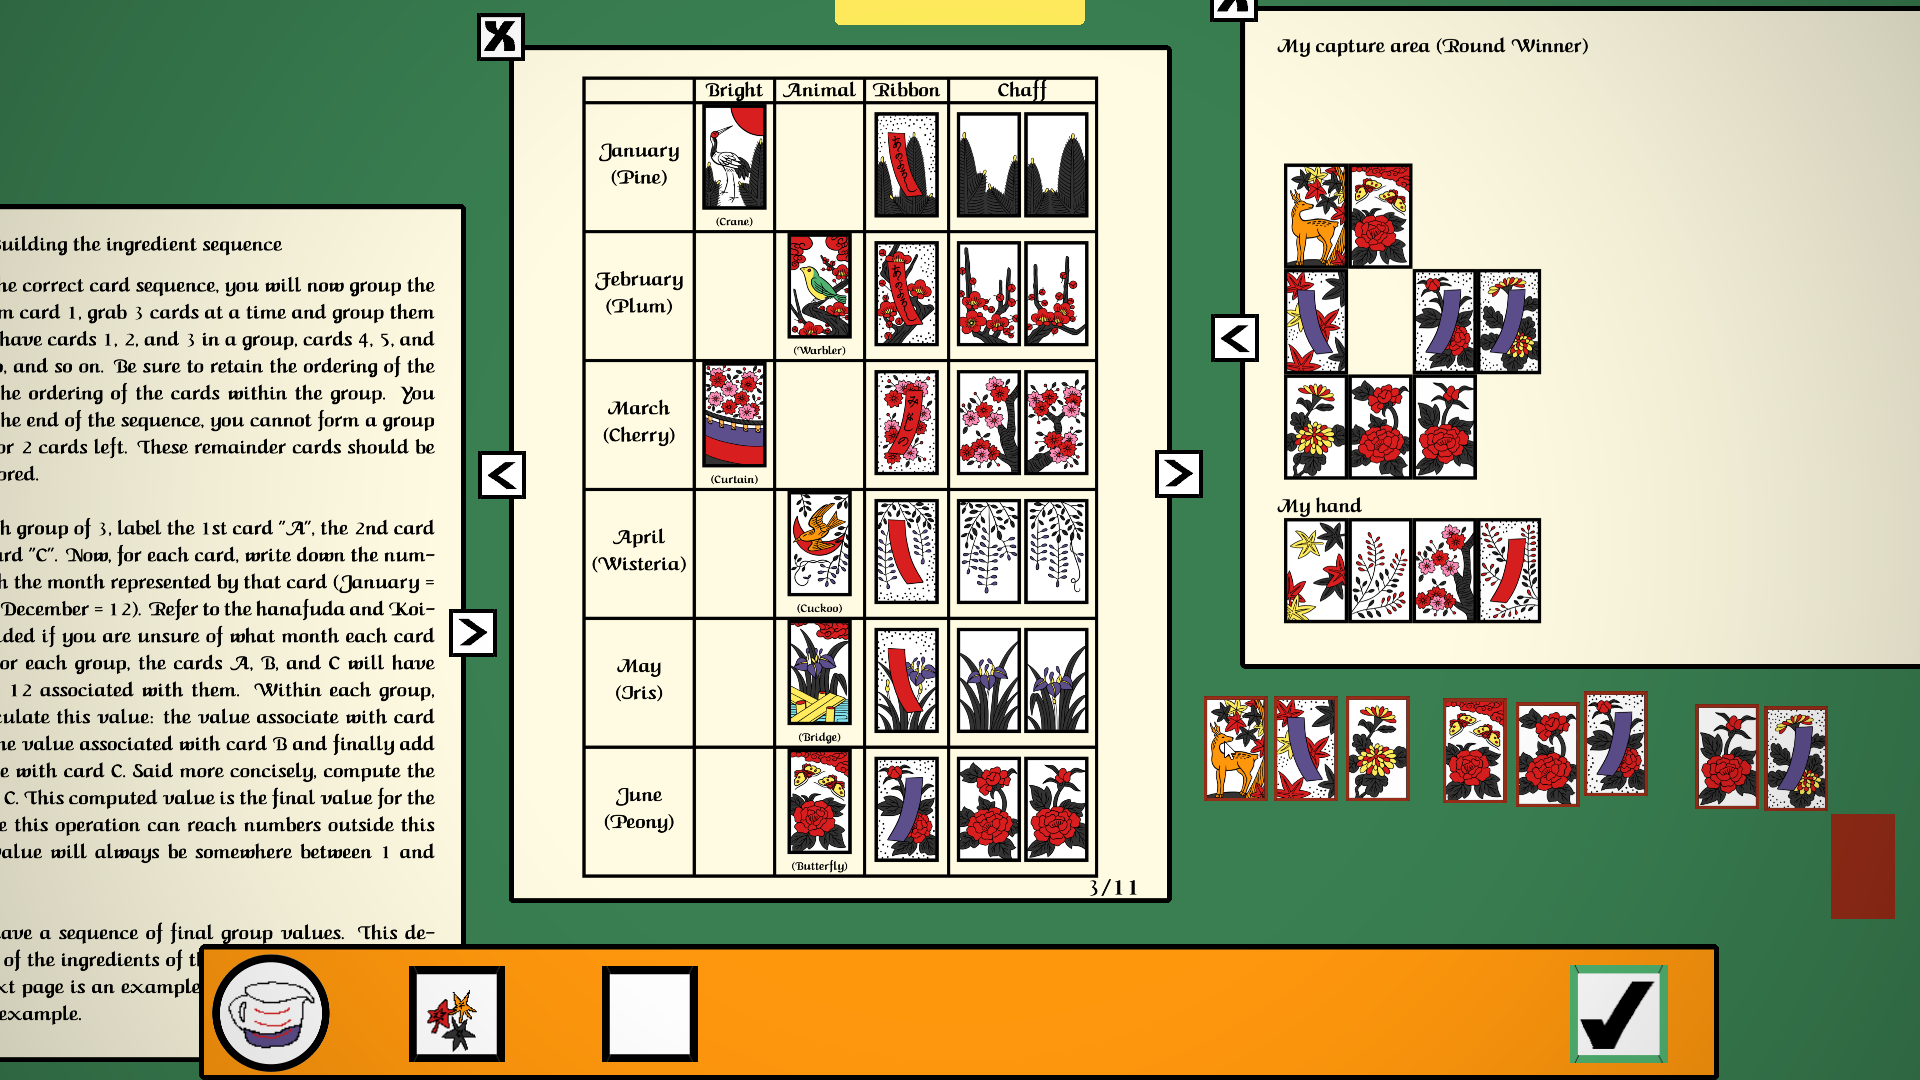 Building the ingredient sequence
he correct card sequence, you will now group the
m card 1, grab 3 cards at a time and group them
have cards 1, 2, and 3 in a group, cards 4, 5, and
, and so on. Be sure to retain the ordering of the
he ordering of the cards within the group. You
he end of the sequence, you cannot form a group
or 2 cards left. These remainder cards should be
ored.
h group of 3, label the 1st card "A", the 2nd card
ard "C". Now, for each card, write down the num-
h the month represented by that card (January =
December = 12). Refer to the hanafuda and Koi-
ded if you are unsure of what month each card
or each group, the cards A, B, and C will have
12 associated with them. Within each group,
culate this value: the value associate with card
he value associated with card B and finally add
e with card C. Said more concisely, compute the
C. This computed value is the final value for the
e this operation can reach numbers outside this
value will always be somewhere between 1 and
ave a sequence of final group values. This de-
of the ingredients of th
xt page is an example
example.
X
Bright Animal Ribbon Chaff
January
(Pine)
(Crane)
February
(Plum)
(Warbler)
March
(Cherry)
(Curtain)
April
(Wisteria)
(Cuckoo)
May
(Iris)
(Bridge)
June
(Peony)
(Butterfly)
3/11
<
>
>
<
X
My capture area (Round Winner)
My hand